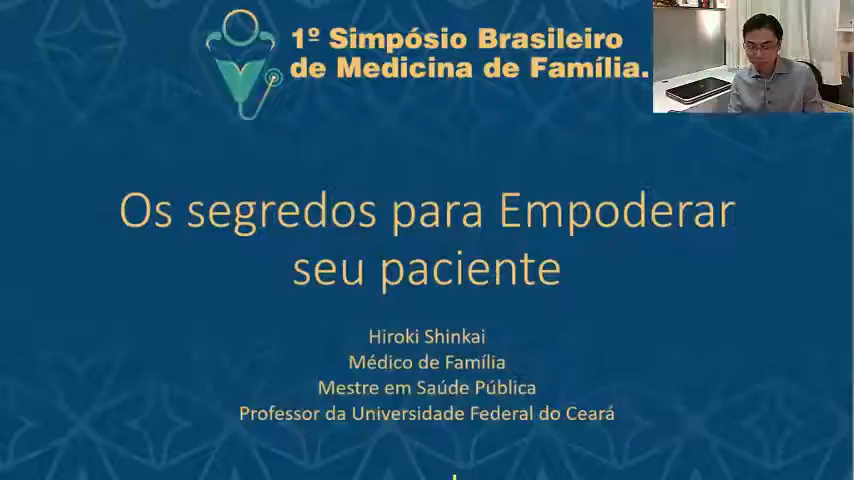 1º Simpósio Brasileiro
de Medicina de Família.
Os segredos para Empoderar
seu paciente
Hiroki Shinkai
Médico de Família
Mestre em Saúde Pública
Professor da Universidade Federal do Ceará